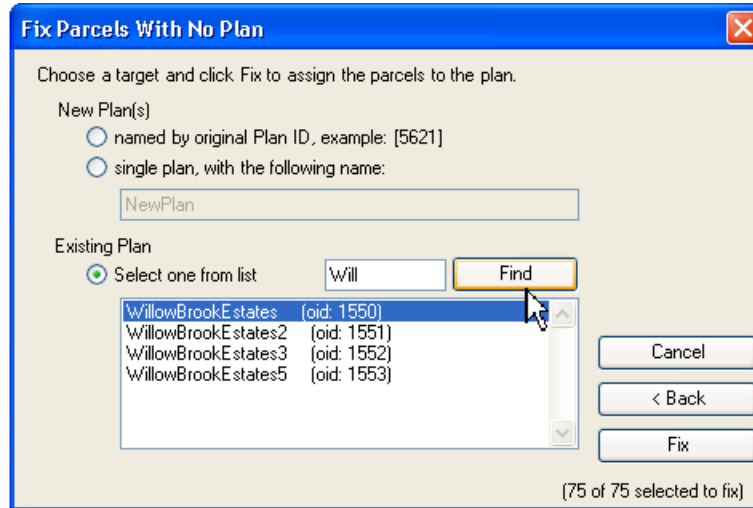 Fix Parcels With No Plan
Choose a target and click Fix to assign the parcels to the plan.
New Plan(s)
named by original Plan ID, example: [5621]
single plan, with the following name:
NewPlan
Existing Plan
Select one from list Will Find
WillowBrookEstates (oid: 1550)
WillowBrookEstates2 (oid: 1551)
WillowBrookEstates3 (oid: 1552)
WillowBrookEstates5 (oid: 1553)
Cancel
< Back
Fix
(75 of 75 selected to fix)